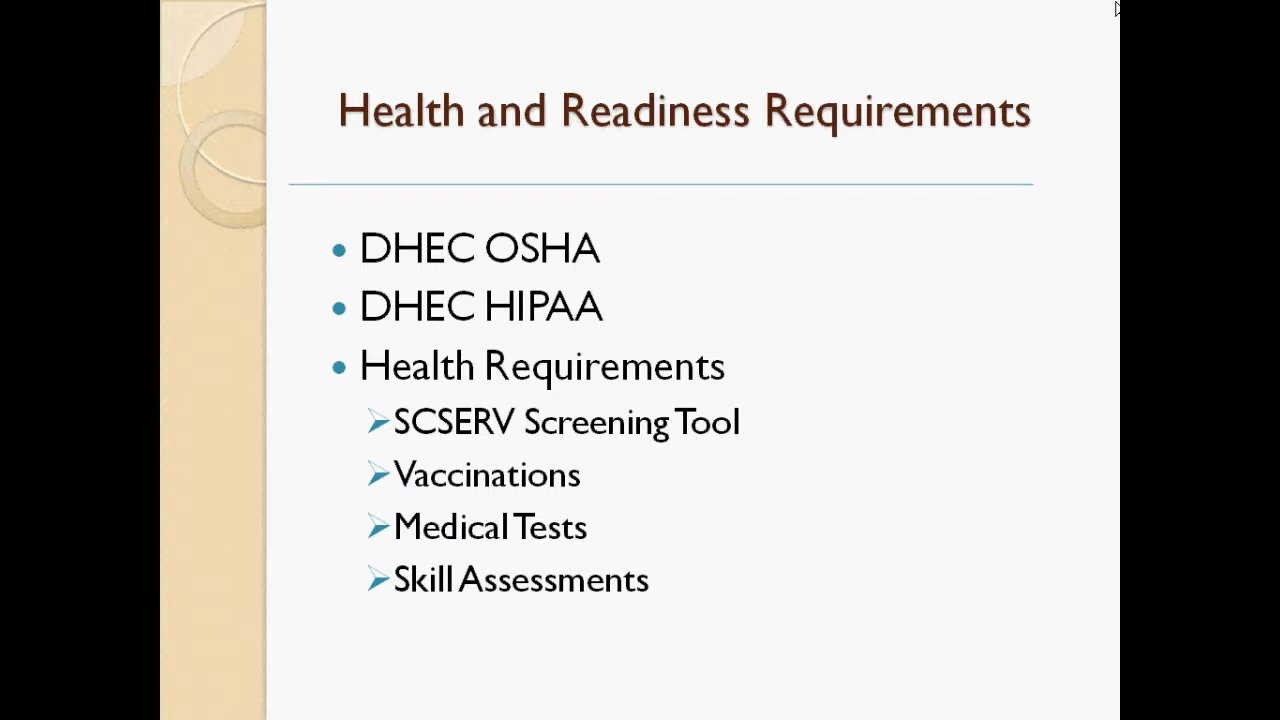 Health and Readiness Requirements
DHEC OSHA
DHEC HIPAA
Health Requirements
SCSERV Screening Tool
Vaccinations
Medical Tests
Skill Assessments